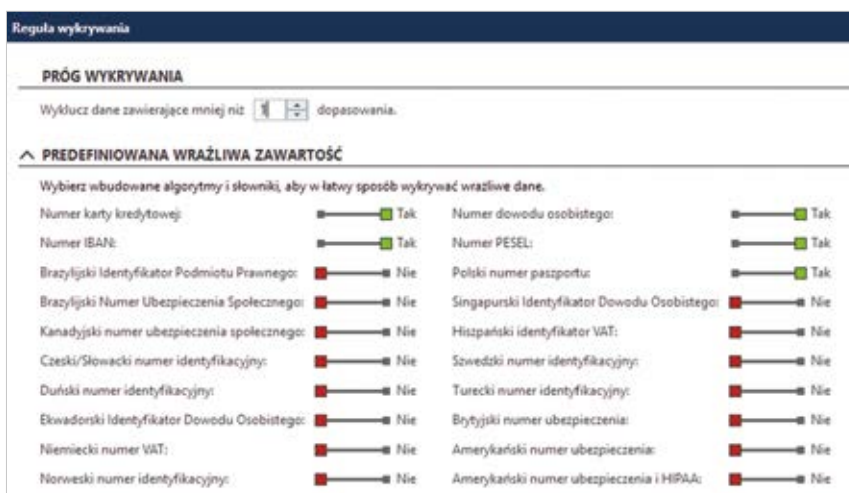 Reguła wykrywania
PRÓG WYKRYWANIA
Wyklucz dane zawierające mniej niż 1 dopasowania.
PREDEFINIOWANA WRAŻLIWA ZAWARTOŚĆ
Wybierz wbudowane algorytmy i słowniki, aby w łatwy sposób wykrywać wrażliwe dane.
Numer karty kredytowej: Tak Numer dowodu osobistego: Tak
Numer IBAN: Tak Numer PESEL: Tak
Brazylijski Identyfikator Podmiotu Prawnego: Nie Polski numer paszportu: Tak
Brazylijski Numer Ubezpieczenia Społecznego: Nie Singapurski Identyfikator Dowodu Osobistego: Nie
Kanadyjski numer ubezpieczenia społecznego: Nie Hiszpański identyfikator VAT: Nie
Czeski/Słowacki numer identyfikacyjny: Nie Szwedzki numer identyfikacyjny: Nie
Duński numer identyfikacyjny: Nie Turecki numer identyfikacyjny: Nie
Ekwadorski Identyfikator Dowodu Osobistego: Nie Brytyjski numer ubezpieczenia: Nie
Niemiecki numer VAT: Nie Amerykański numer ubezpieczenia: Nie
Norweski numer identyfikacyjny: Nie Amerykański numer ubezpieczenia i HIPAA: Nie